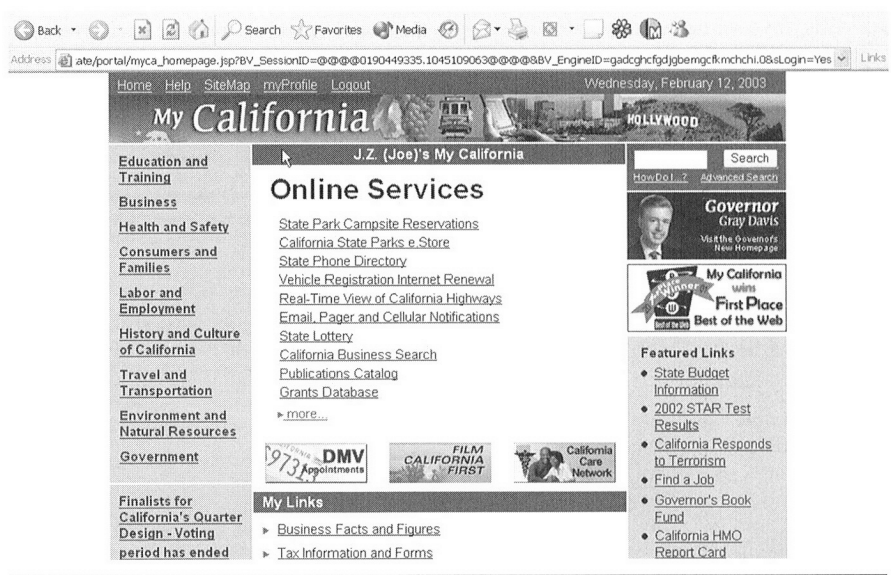 Back
Search
Favorites
Media
Address
ate/portal/myca_homepage.jsp?BV_SessionID=@@@@0190449335.1045109063@@@@&BV_EngineID=gadcghcfgdjgbemgcfkmchchi.0&sLogin=Yes
Links
Home Help SiteMap myProfile Logout
Wednesday, February 12, 2003
My California
HOLLYWOOD
Education and
Training
Business
Health and Safety
Consumers and
Families
Labor and
Employment
History and Culture
of California
Travel and
Transportation
Environment and
Natural Resources
Government
Finalists for
California's Quarter
Design - Voting
period has ended
J.Z. (Joe)'s My California
Online Services
State Park Campsite Reservations
California State Parks e.Store
State Phone Directory
Vehicle Registration Internet Renewal
Real-Time View of California Highways
Email, Pager and Cellular Notifications
State Lottery
California Business Search
Publications Catalog
Grants Database
more...
DMV
Appointments
FILM
CALIFORNIA
FIRST
California
Care
Network
My Links
Business Facts and Figures
Tax Information and Forms
Search
How Do I...? Advanced Search
Governor
Gray Davis
Visit the Governor's
New Homepage
Winner
Best of the Web
My California
wins
First Place
Best of the Web
Featured Links
State Budget
Information
2002 STAR Test
Results
California Responds
to Terrorism
Find a Job
Governor's Book
Fund
California HMO
Report Card